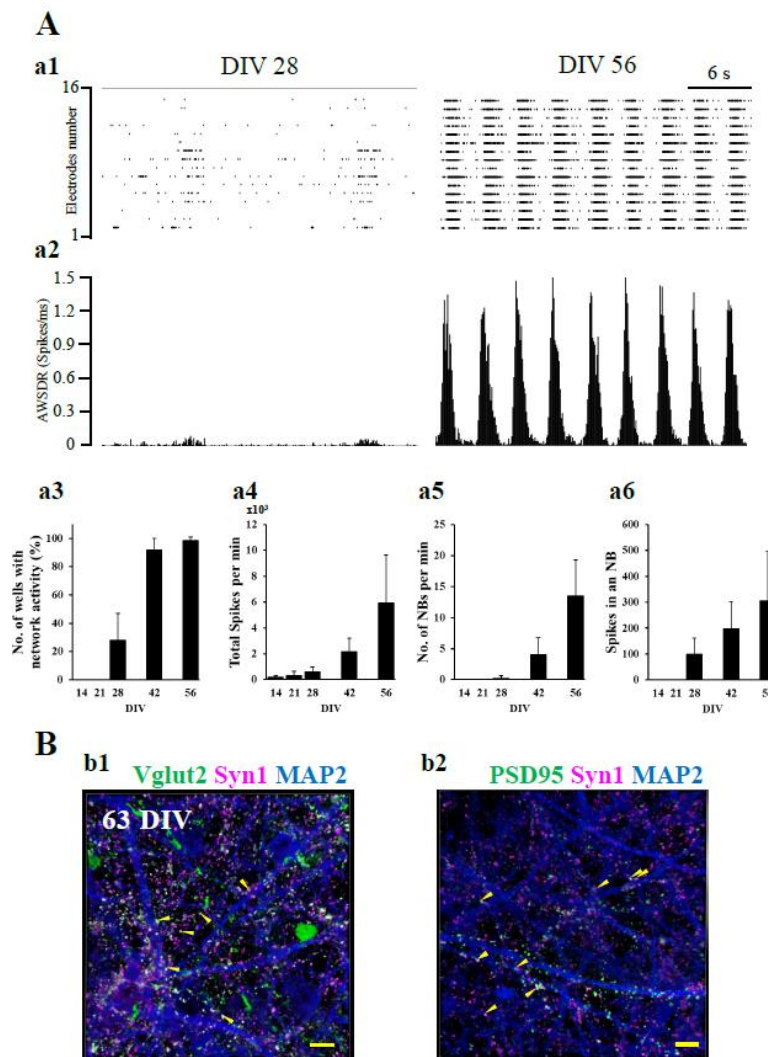 A
a1
DIV 28
DIV 56
6 s
16
Electrodes number
1
a2
1.5
1.2
0.9
0.6
0.3
0
AWSDR (Spikes/ms)
a3
No. of wells with
network activity (%)
100
80
60
40
20
0
14 21 28 42 56
DIV
a4
x10³
Total Spikes per min
12
10
8
6
4
2
0
14 21 28 42 56
DIV
a5
No. of NBs per min
25
20
15
10
5
0
14 21 28 42 56
DIV
a6
Spikes in an NB
600
500
400
300
200
100
0
14 21 28 42 5
DIV
B
b1
Vglut2 Syn1 MAP2
63 DIV
b2
PSD95 Syn1 MAP2